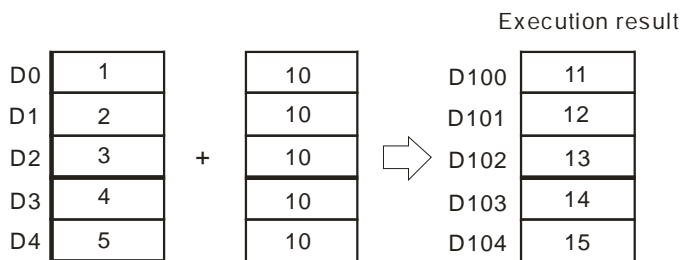 Execution result
D0 1 10 D100 11
D1 2 10 D101 12
D2 3 + 10 D102 13
D3 4 10 D103 14
D4 5 10 D104 15